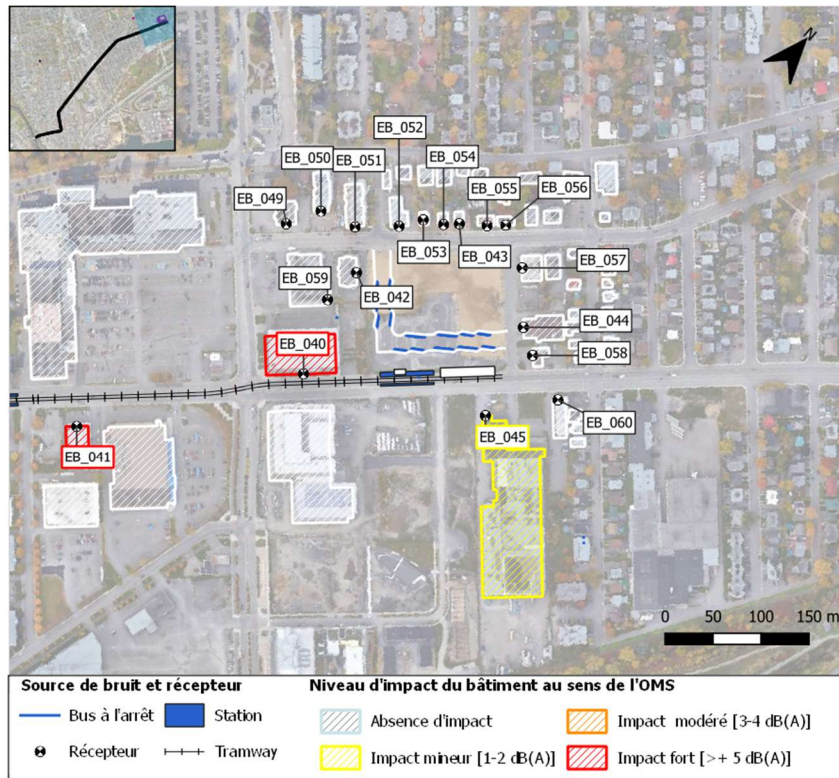 N
EB_052
EB_050
EB_051
EB_054
EB_055
EB_056
EB_049
EB_053
EB_043
EB_057
EB_059
EB_042
EB_044
EB_040
EB_058
EB_060
EB_041
EB_045
0 50 100 150 m
Source de bruit et récepteur
Bus à l'arrêt
Station
Récepteur
Tramway
Niveau d'impact du bâtiment au sens de l'OMS
Absence d'impact
Impact modéré [3-4 dB(A)]
Impact mineur [1-2 dB(A)]
Impact fort [>+ 5 dB(A)]